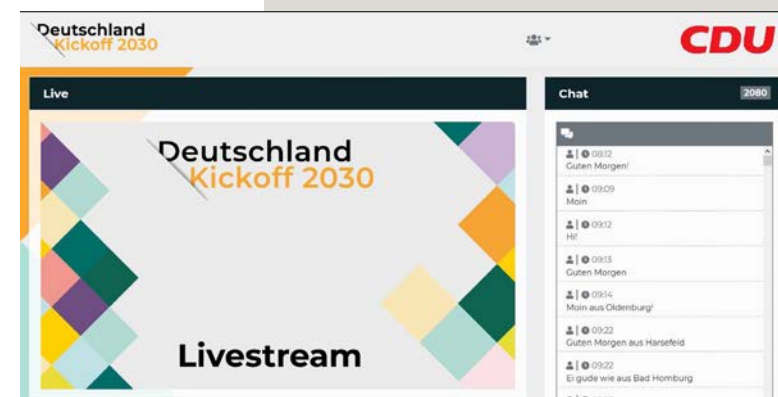 Deutschland
Kickoff 2030
CDU
Live
Deutschland
Kickoff 2030
Livestream
Chat 2080
08:12
Guten Morgen!
09:09
Moin
09:12
Hi!
09:13
Guten Morgen
09:14
Moin aus Oldenburg!
09:22
Guten Morgen aus Harsefeld
09:22
Ei gude wie aus Bad Homburg